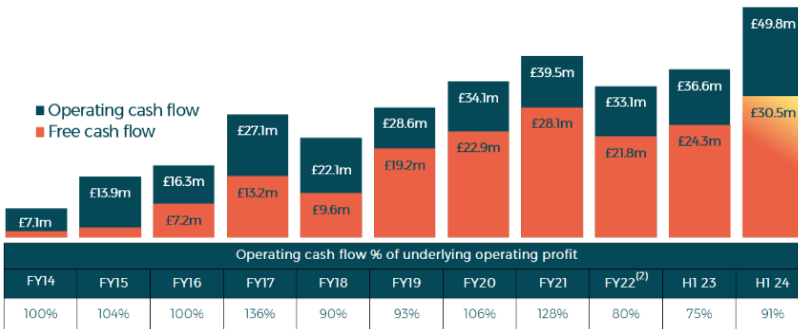 £49.8m
£39.5m
£34.1m
£36.6m
£33.1m
■ Operating cash flow
■ Free cash flow
£30.5m
£27.1m
£28.6m
£28.1m
£22.9m
£24.3m
£22.1m
£21.8m
£19.2m
£13.9m
£16.3m
£13.2m
£7.1m
£7.2m
£9.6m
Operating cash flow % of underlying operating profit
FY14 FY15 FY16 FY17 FY18 FY19 FY20 FY21 FY22(2) H1 23 H1 24
100% 104% 100% 136% 90% 93% 106% 128% 80% 75% 91%